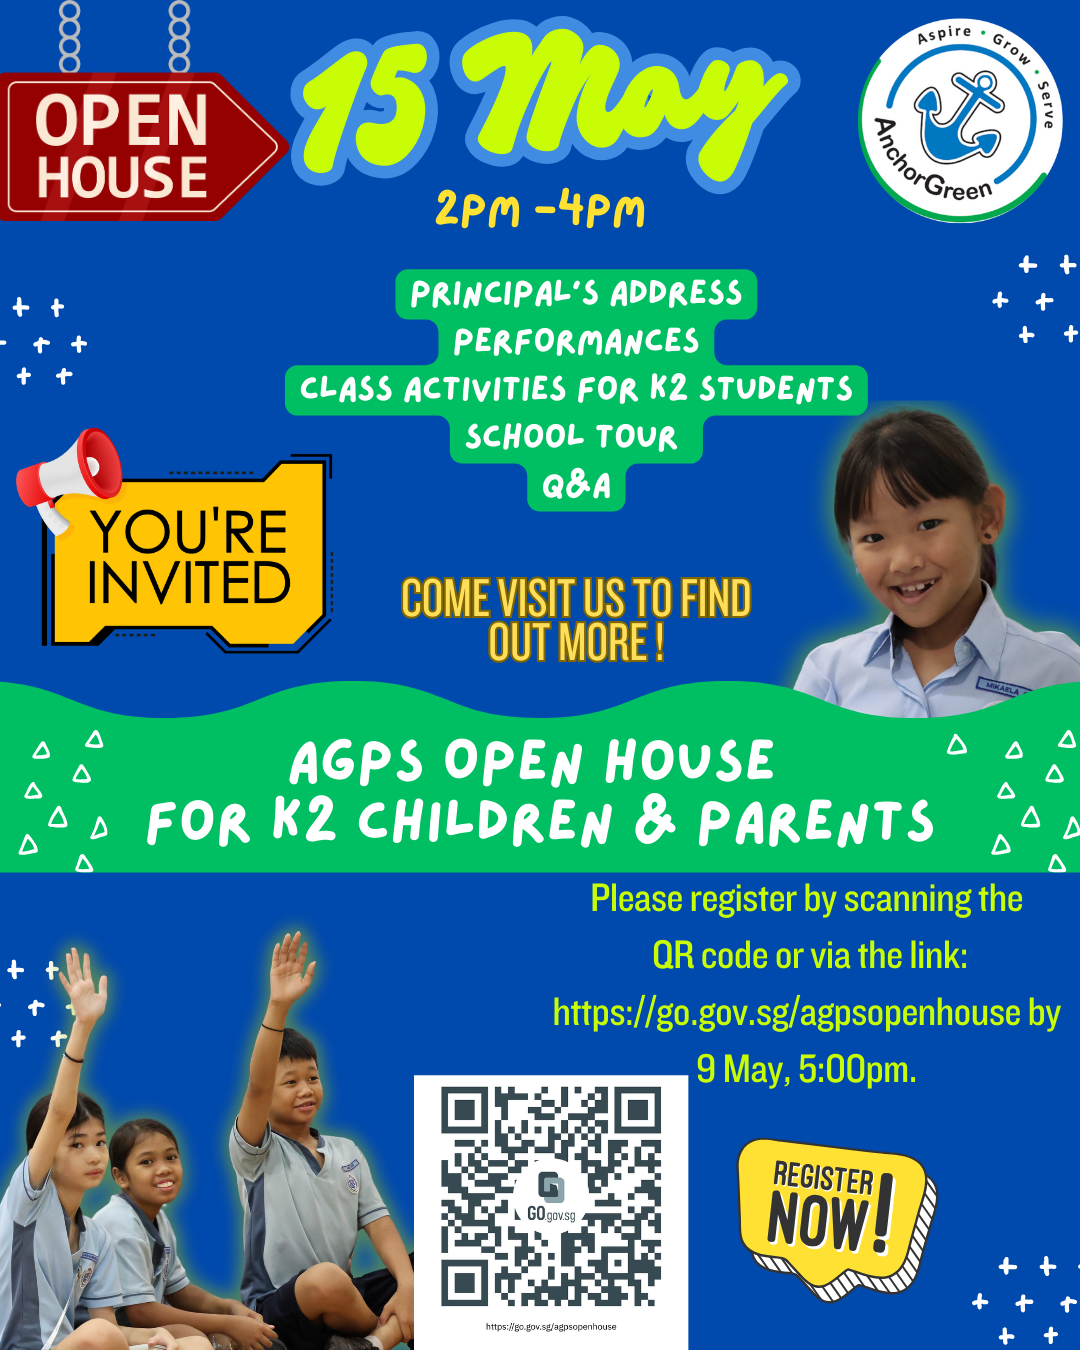 OPEN
HOUSE
15 May
2PM -4PM
Aspire • Grow • Serve
AnchorGreen
PRINCIPAL'S ADDRESS
PERFORMANCES
CLASS ACTIVITIES FOR K2 STUDENTS
SCHOOL TOUR
Q&A
YOU'RE
INVITED
COME VISIT US TO FIND
OUT MORE !
MIKAELA
AGPS OPEN HOUSE
FOR K2 CHILDREN & PARENTS
Please register by scanning the
QR code or via the link:
https://go.gov.sg/agpsopenhouse by
9 May, 5:00pm.
GO.gov.sg
https://go.gov.sg/agpsopenhouse
REGISTER
NOW!